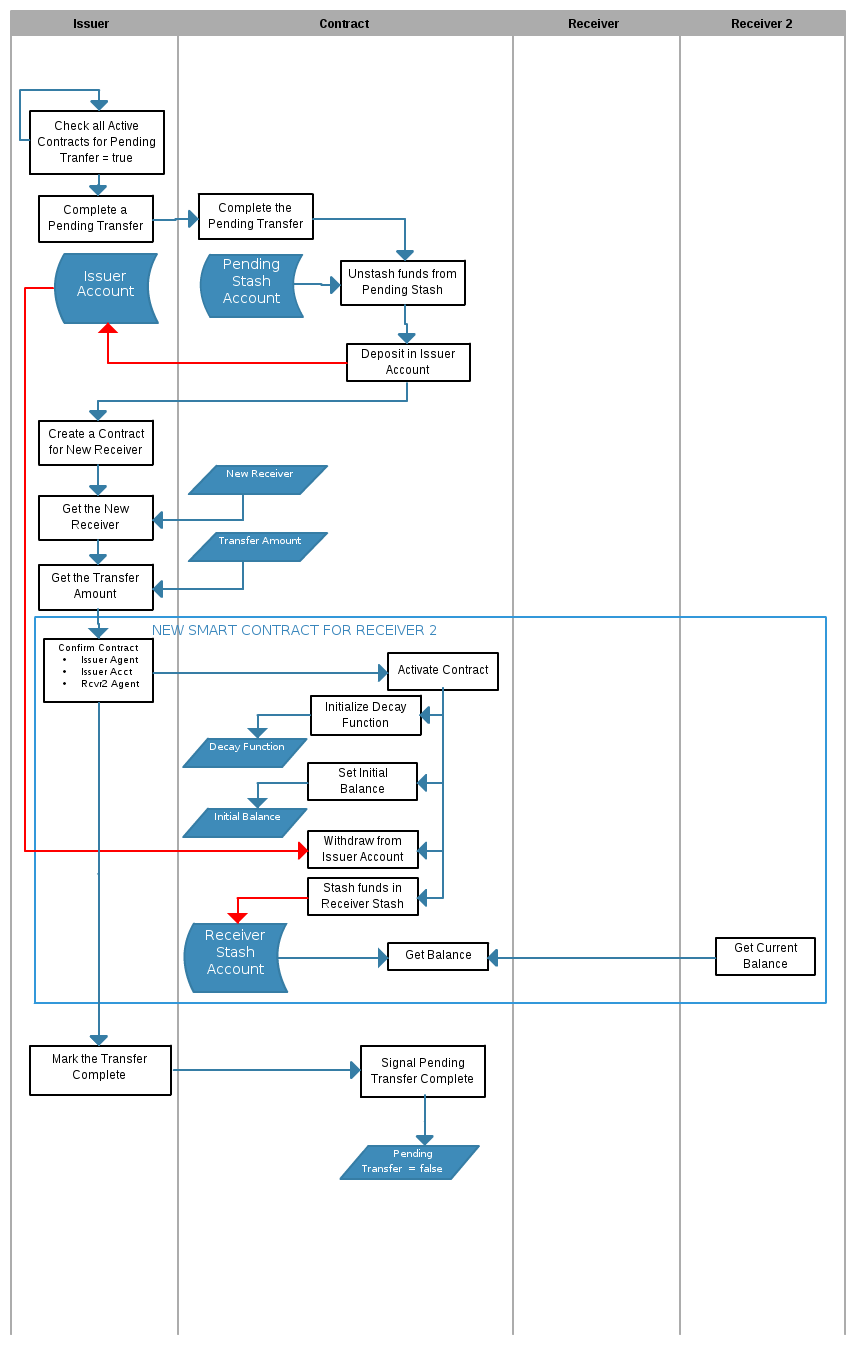 Issuer
Contract
Receiver
Receiver 2
Check all Active
Contracts for Pending
Tranfer = true
Complete a
Pending Transfer
Complete the
Pending Transfer
Issuer
Account
Pending
Stash
Account
Unstash funds from
Pending Stash
Deposit in Issuer
Account
Create a Contract
for New Receiver
New Receiver
Get the New
Receiver
Transfer Amount
Get the Transfer
Amount
NEW SMART CONTRACT FOR RECEIVER 2
Confirm Contract
• Issuer Agent
• Issuer Acct
• Rcvr2 Agent
Activate Contract
Initialize Decay
Function
Decay Function
Set Initial
Balance
Initial Balance
Withdraw from
Issuer Account
Stash funds in
Receiver Stash
Receiver
Stash
Account
Get Balance
Get Current
Balance
Mark the Transfer
Complete
Signal Pending
Transfer Complete
Pending
Transfer = false